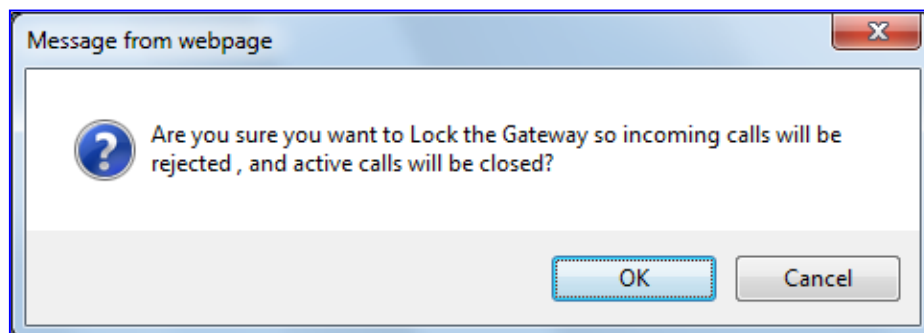 Message from webpage
Are you sure you want to Lock the Gateway so incoming calls will be
rejected , and active calls will be closed?
OK
Cancel